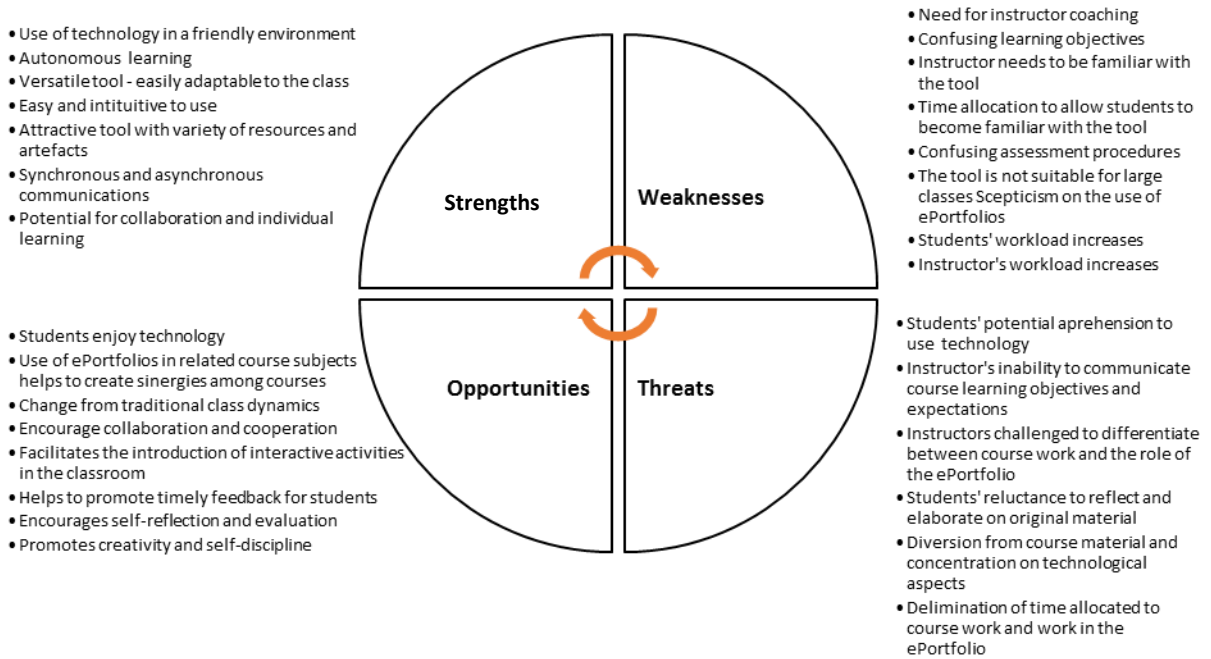 • Use of technology in a friendly environment
• Autonomous learning
• Versatile tool - easily adaptable to the class
• Easy and intituitive to use
• Attractive tool with variety of resources and
artefacts
• Synchronous and asynchronous
communications
• Potential for collaboration and individual
learning
Strengths
• Need for instructor coaching
• Confusing learning objectives
• Instructor needs to be familiar with
the tool
• Time allocation to allow students to
become familiar with the tool
• Confusing assessment procedures
• The tool is not suitable for large
classes Scepticism on the use of
ePortfolios
• Students' workload increases
• Instructor's workload increases
Weaknesses
• Students enjoy technology
• Use of ePortfolios in related course subjects
helps to create sinergies among courses
• Change from traditional class dynamics
• Encourage collaboration and cooperation
• Facilitates the introduction of interactive activities
in the classroom
• Helps to promote timely feedback for students
• Encourages self-reflection and evaluation
• Promotes creativity and self-discipline
Opportunities
Threats
• Students' potential aprehension to
use technology
• Instructor's inability to communicate
course learning objectives and
expectations
• Instructors challenged to differentiate
between course work and the role of
the ePortfolio
• Students' reluctance to reflect and
elaborate on original material
• Diversion from course material and
concentration on technological
aspects
• Delimination of time allocated to
course work and work in the
ePortfolio